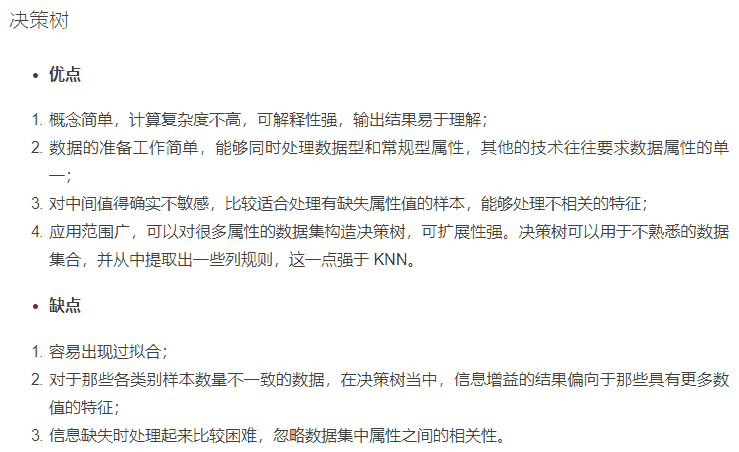 决策树
优点
1. 概念简单，计算复杂度不高，可解释性强，输出结果易于理解；
2. 数据的准备工作简单，能够同时处理数据型和常规型属性，其他的技术往往要求数据属性的单
一；
3. 对中间值得确实不敏感，比较适合处理有缺失属性值的样本，能够处理不相关的特征；
4. 应用范围广，可以对很多属性的数据集构造决策树，可扩展性强。决策树可以用于不熟悉的数据
集合，并从中提取出一些列规则，这一点强于 KNN。
缺点
1. 容易出现过拟合；
2. 对于那些各类别样本数量不一致的数据，在决策树当中，信息增益的结果偏向于那些具有更多数
值的特征；
3. 信息缺失时处理起来比较困难，忽略数据集中属性之间的相关性。